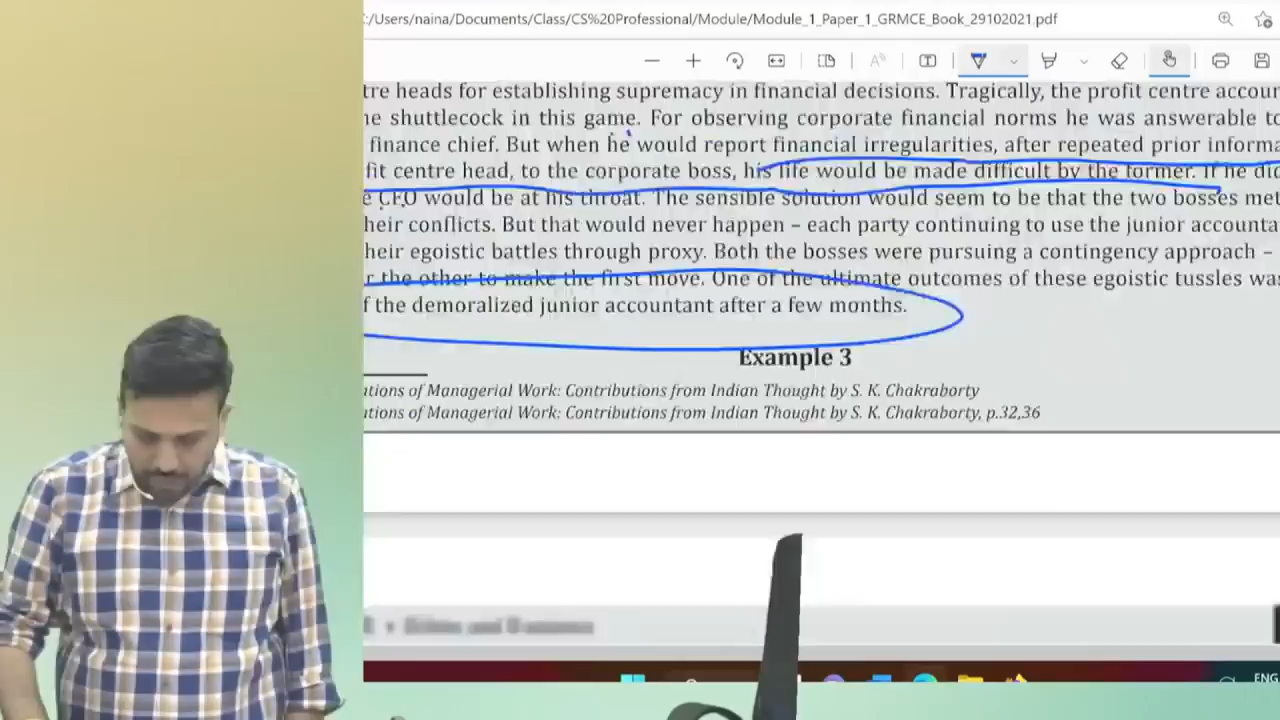 :/Users/naina/Documents/Class/CS%20Professional/Module/Module_1_Paper_1_GRMCE_Book_29102021.pdf
tre heads for establishing supremacy in financial decisions. Tragically, the profit centre accoun
ne shuttlecock in this game. For observing corporate financial norms he was answerable to
finance chief. But when he would report financial irregularities, after repeated prior informa
fit centre head, to the corporate boss, his life would be made difficult by the former. If he did
e CFO would be at his throat. The sensible solution would seem to be that the two bosses met
heir conflicts. But that would never happen – each party continuing to use the junior accounta
heir egoistic battles through proxy. Both the bosses were pursuing a contingency approach –
r the other to make the first move. One of the ultimate outcomes of these egoistic tussles was
f the demoralized junior accountant after a few months.
Example 3
ations of Managerial Work: Contributions from Indian Thought by S. K. Chakraborty
ations of Managerial Work: Contributions from Indian Thought by S. K. Chakraborty, p.32,36
ENG